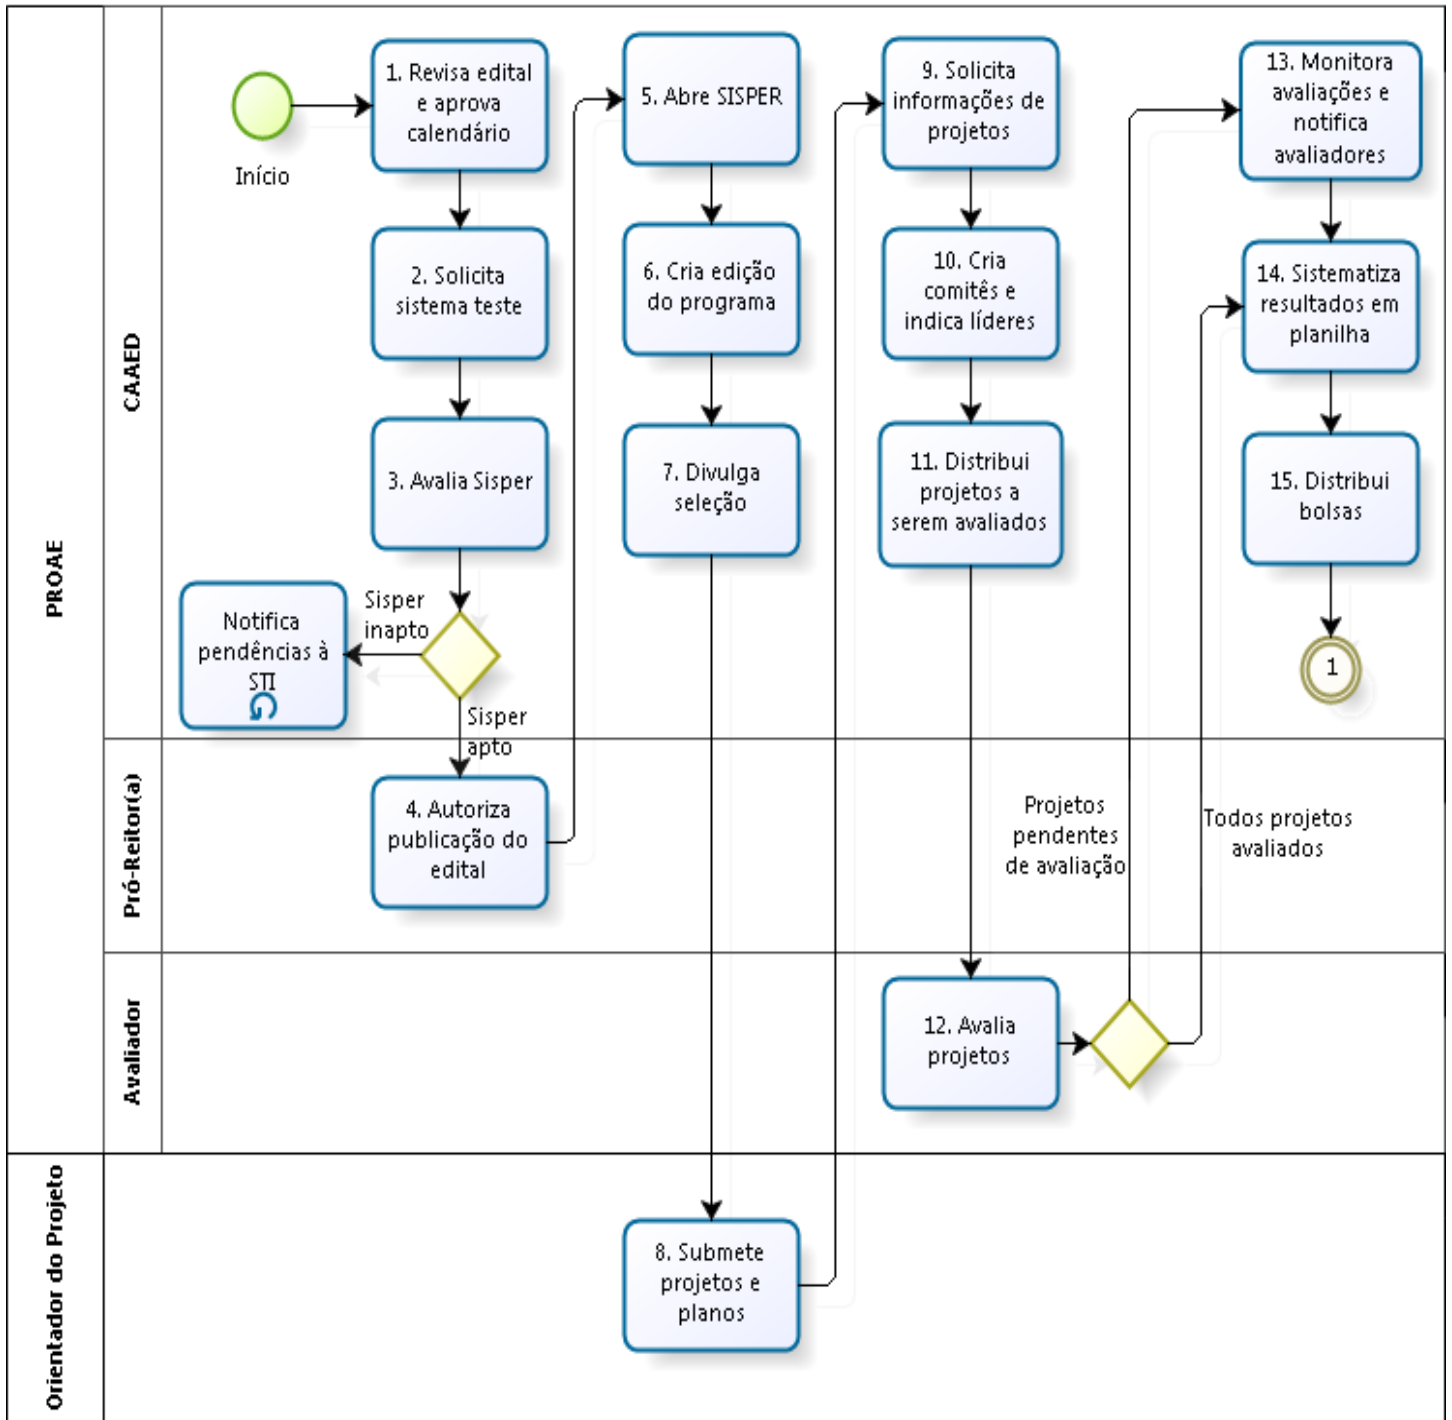 PROAE
CAAED
Início
1. Revisa edital
e aprova
calendário
2. Solicita
sistema teste
3. Avalia Sisper
Sisper
inapto
Notifica
pendências à
STI
Sisper
apto
5. Abre SISPER
6. Cria edição
do programa
7. Divulga
seleção
9. Solicita
informações de
projetos
10. Cria
comitês e
indica líderes
11. Distribui
projetos a
serem avaliados
13. Monitora
avaliações e
notifica
avaliadores
14. Sistematiza
resultados em
planilha
15. Distribui
bolsas
1
Pró-Reitor(a)
4. Autoriza
publicação do
edital
Projetos
pendentes
de avaliação
Todos projetos
avaliados
Avaliador
12. Avalia
projetos
Orientador do Projeto
8. Submete
projetos e
planos